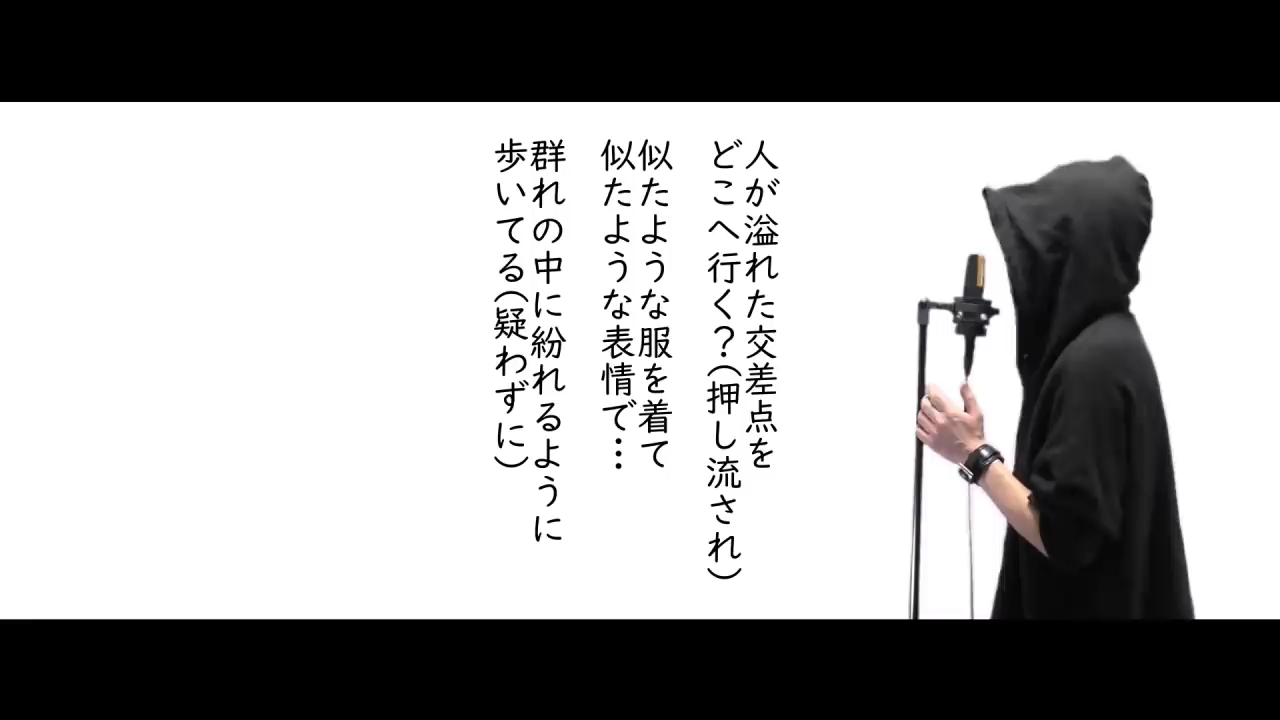 人が溢れた交差点を
どこへ行く?(押し流され)
似たような服を着て
似たような表情で…
群れの中に紛れるように
歩いてる(疑わずに)